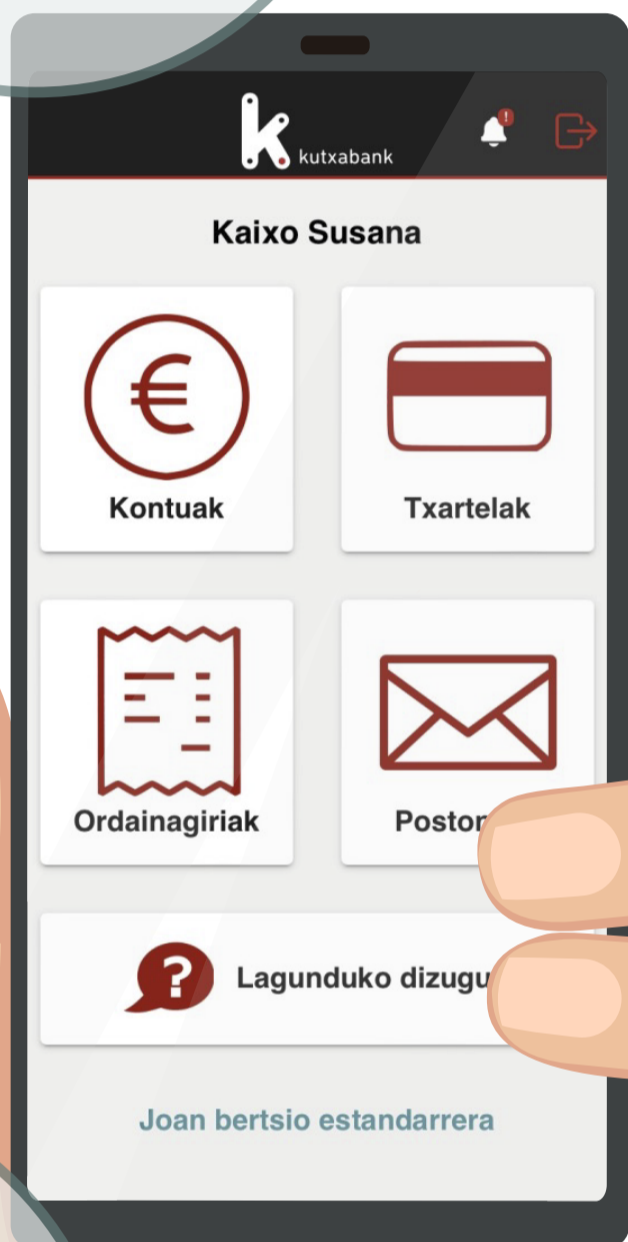 kutxabank
Kaixo Susana
Kontuak
Txartelak
Ordainagiriak
Lagunduko dizugu
Joan bertsio estandarrera